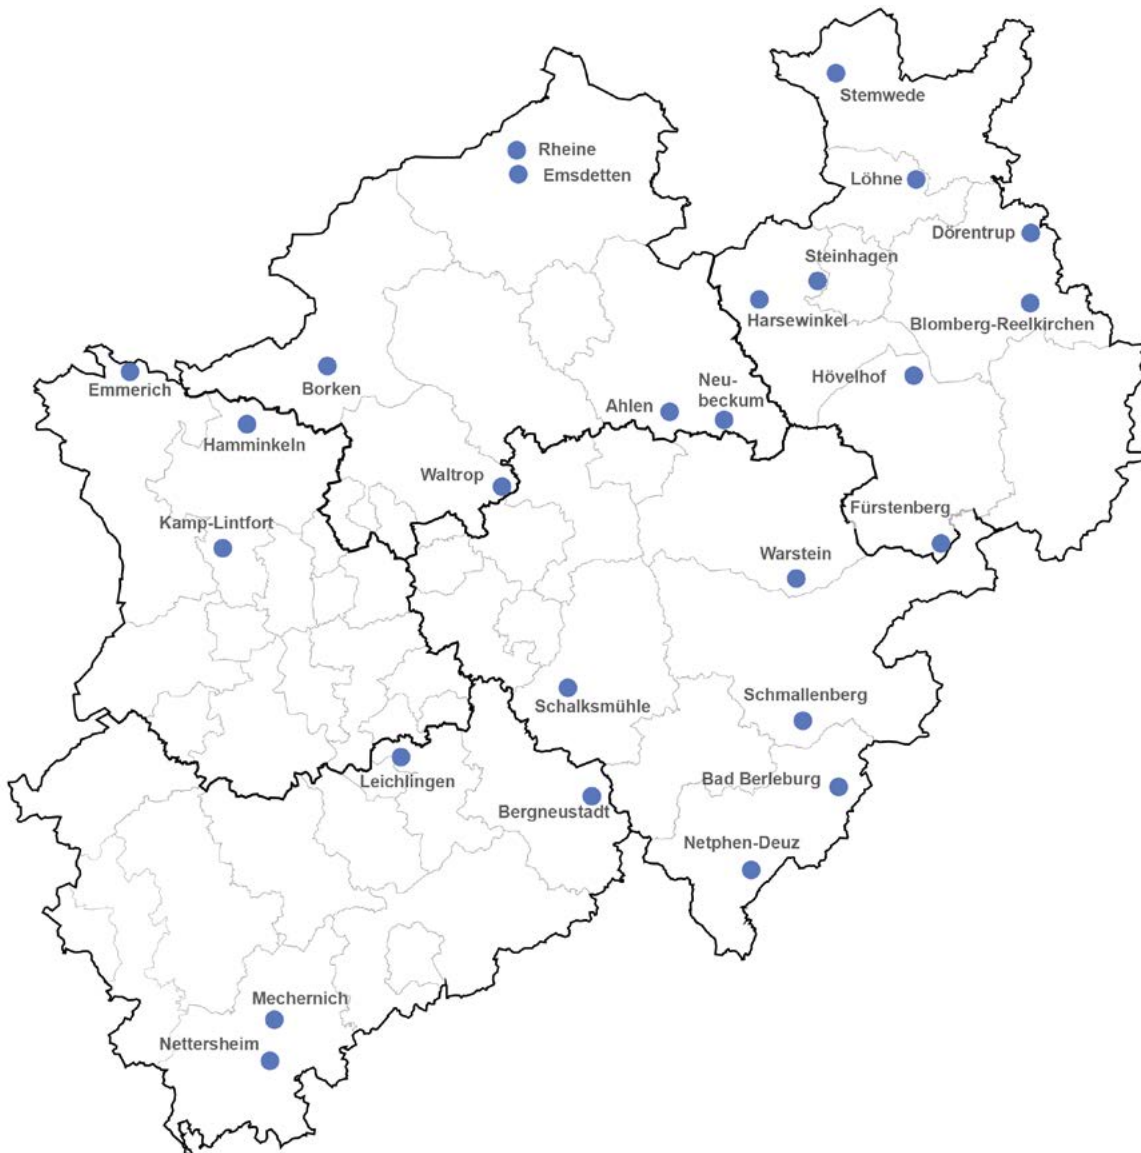 Stemwede
Rheine
Emsdetten
Löhne
Dörentrup
Steinhagen
Harsewinkel
Blomberg-Reelkirchen
Emmerich
Borken
Hövelhof
Neu-
beckum
Ahlen
Hamminkeln
Waltrop
Fürstenberg
Kamp-Lintfort
Warstein
Schmallenberg
Schalksmühle
Leichlingen
Bad Berleburg
Bergneustadt
Netphen-Deuz
Mechernich
Nettersheim